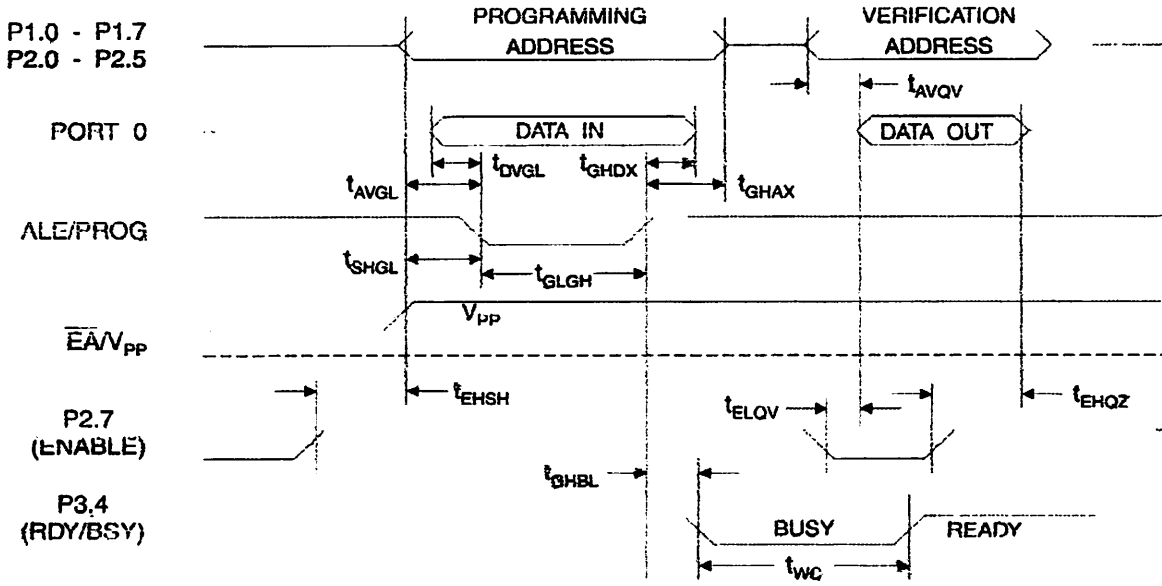 PROGRAMMING
ADDRESS
VERIFICATION
ADDRESS
P1.0 - P1.7
P2.0 - P2.5
tAVQV
PORT 0
DATA IN
DATA OUT
tDVGL
tGHDX
tAVGL
tGHAX
ALE/PROG
tSHGL
tGLGH
VPP
EA/VPP
tEHSH
tELQV
tEHQZ
P2.7
(ENABLE)
tGHBL
P3.4
(RDY/BSY)
BUSY
READY
tWC